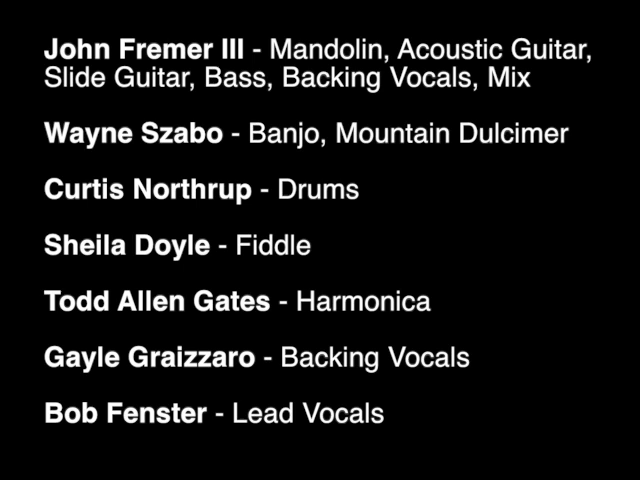 John Fremer III - Mandolin, Acoustic Guitar,
Slide Guitar, Bass, Backing Vocals, Mix
Wayne Szabo - Banjo, Mountain Dulcimer
Curtis Northrup - Drums
Sheila Doyle - Fiddle
Todd Allen Gates - Harmonica
Gayle Graizzaro - Backing Vocals
Bob Fenster - Lead Vocals